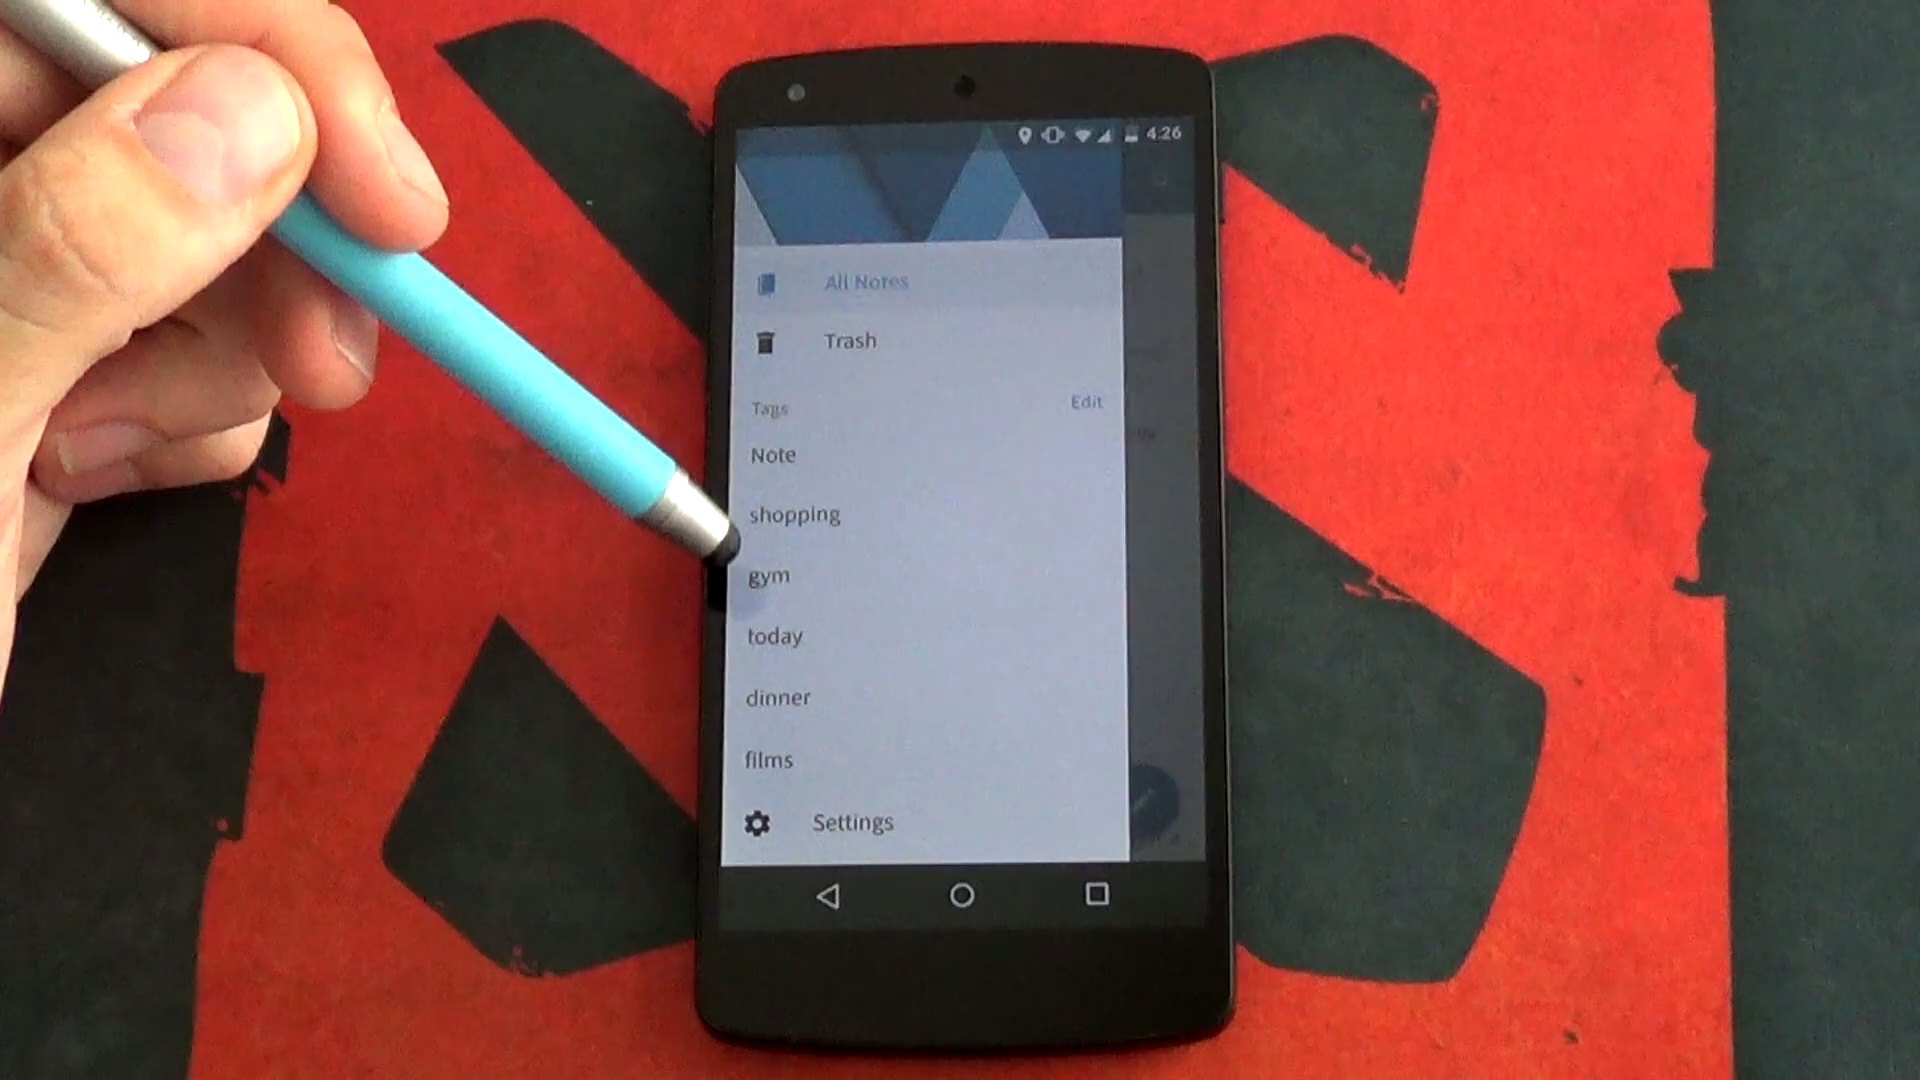 4:26
All Notes
Trash
Tags Edit
Note
shopping
gym
today
dinner
films
Settings